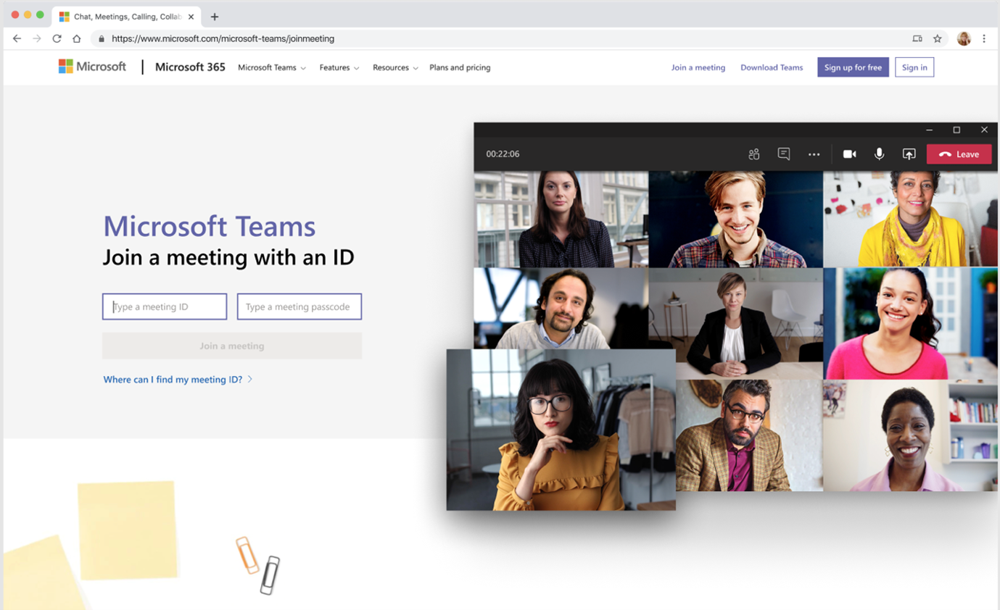 Chat, Meetings, Calling, Collab
https://www.microsoft.com/microsoft-teams/joinmeeting
Microsoft | Microsoft 365 Microsoft Teams Features Resources Plans and pricing Join a meeting Download Teams Sign up for free Sign in
00:22:06 Leave
Microsoft Teams
Join a meeting with an ID
Type a meeting ID Type a meeting passcode
Join a meeting
Where can I find my meeting ID?